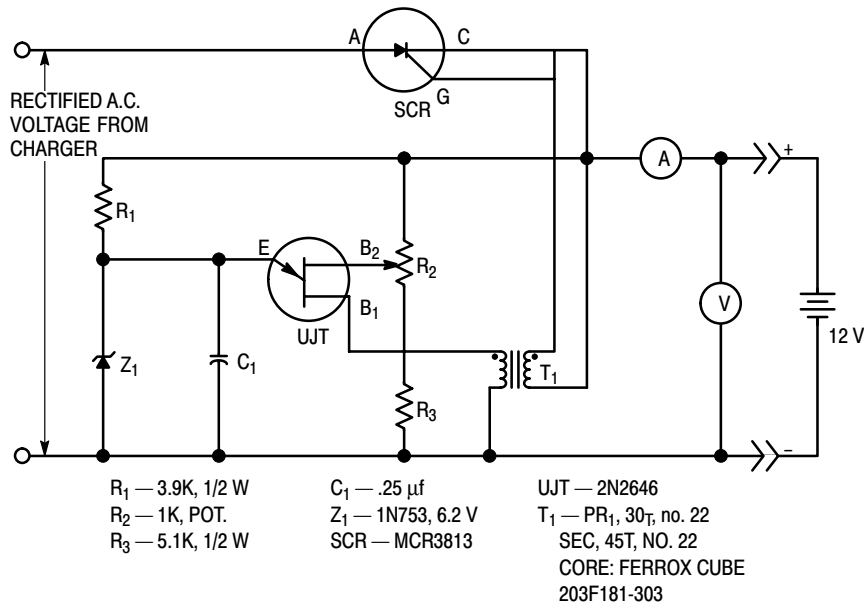 A
C
G
SCR
RECTIFIED A.C.
VOLTAGE FROM
CHARGER
A
+
R1
E
B2
R2
B1
UJT
V
12 V
Z1
C1
T1
R3
–
R1 — 3.9K, 1/2 W
R2 — 1K, POT.
R3 — 5.1K, 1/2 W
C1 — .25 μf
Z1 — 1N753, 6.2 V
SCR — MCR3813
UJT — 2N2646
T1 — PR1, 30T, no. 22
SEC, 45T, NO. 22
CORE: FERROX CUBE
203F181-303